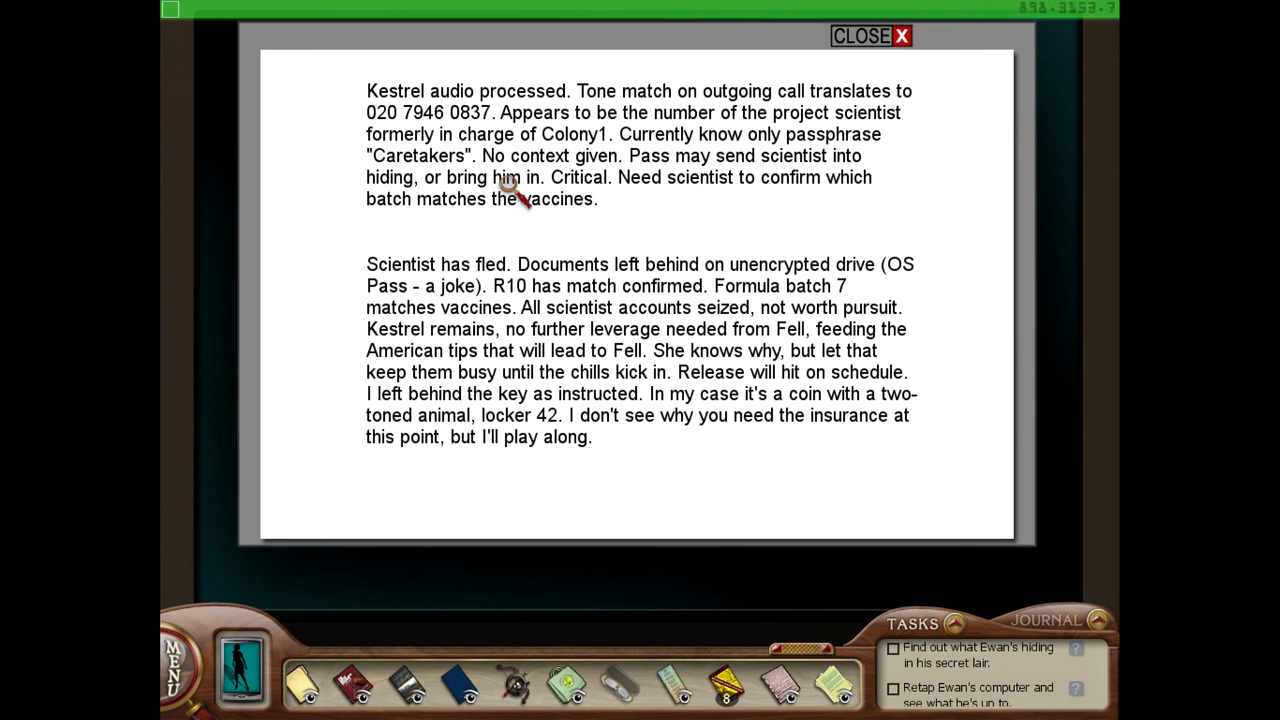 CLOSE X
Kestrel audio processed. Tone match on outgoing call translates to
020 7946 0837. Appears to be the number of the project scientist
formerly in charge of Colony1. Currently know only passphrase
"Caretakers". No context given. Pass may send scientist into
hiding, or bring him in. Critical. Need scientist to confirm which
batch matches the vaccines.
Scientist has fled. Documents left behind on unencrypted drive (OS
Pass - a joke). R10 has match confirmed. Formula batch 7
matches vaccines. All scientist accounts seized, not worth pursuit.
Kestrel remains, no further leverage needed from Fell, feeding the
American tips that will lead to Fell. She knows why, but let that
keep them busy until the chills kick in. Release will hit on schedule.
I left behind the key as instructed. In my case it's a coin with a two-
toned animal, locker 42. I don't see why you need the insurance at
this point, but I'll play along.
MENU
8
TASKS
JOURNAL
Find out what Ewan's hiding ?
in his secret lair.
Retap Ewan's computer and ?
see what he's up to.